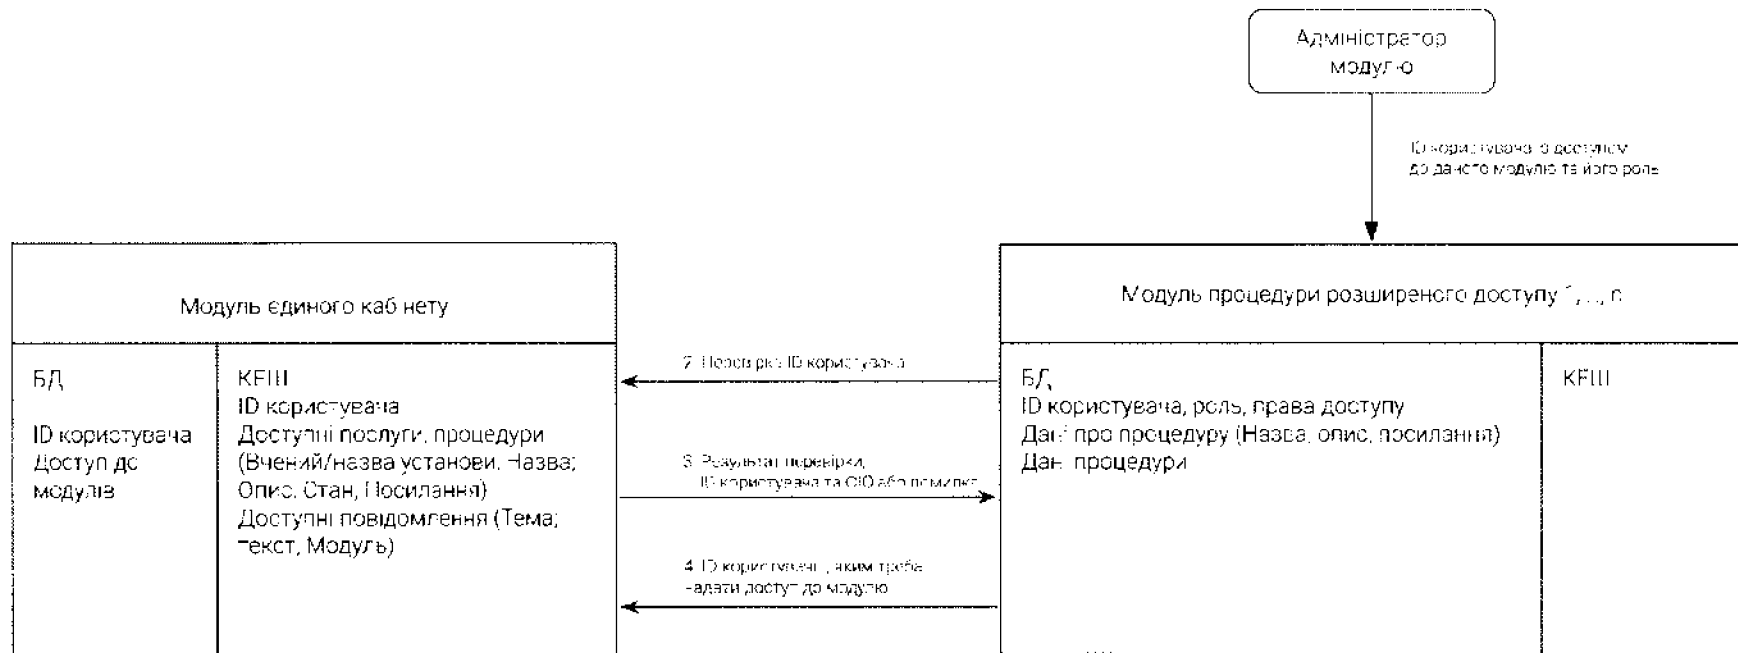 Адміністратор
модулю
ID користувача із доступом
до даного модулю та його роль
Модуль єдиного кабінету
Модуль процедури розширеного доступу 1, ..., n
БД
ID користувача
Доступ до
модулів
КЕШ
ID користувача
Доступні послуги, процедури
(Вчений/назва установи, Назва;
Опис, Стан, Посилання)
Доступні повідомлення (Тема;
текст, Модуль)
2. Перевірка ID користувача
3. Результат перевірки,
ID користувача та ФІО або помилка
4. ID користувачів, яким треба
надати доступ до модулю
БД
ID користувача, роль, права доступу
Дані про процедуру (Назва, опис, посилання)
Дані процедури
КЕШ